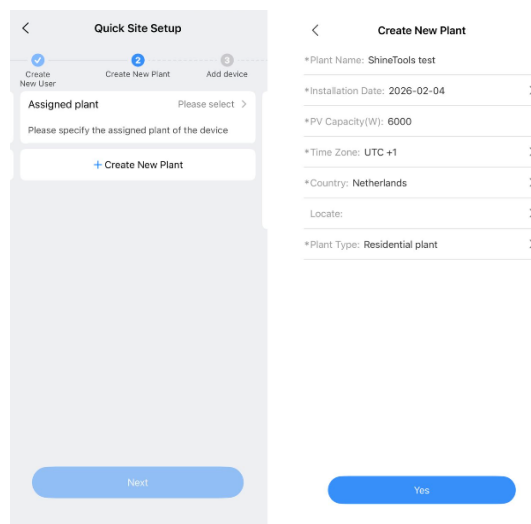 Quick Site Setup
2
3
Create New User
Create New Plant
Add device
Assigned plant
Please select
Please specify the assigned plant of the device
+ Create New Plant
Next
Create New Plant
*Plant Name: ShineTools test
*Installation Date: 2026-02-04
*PV Capacity(W): 6000
*Time Zone: UTC +1
*Country: Netherlands
Locate:
*Plant Type: Residential plant
Yes